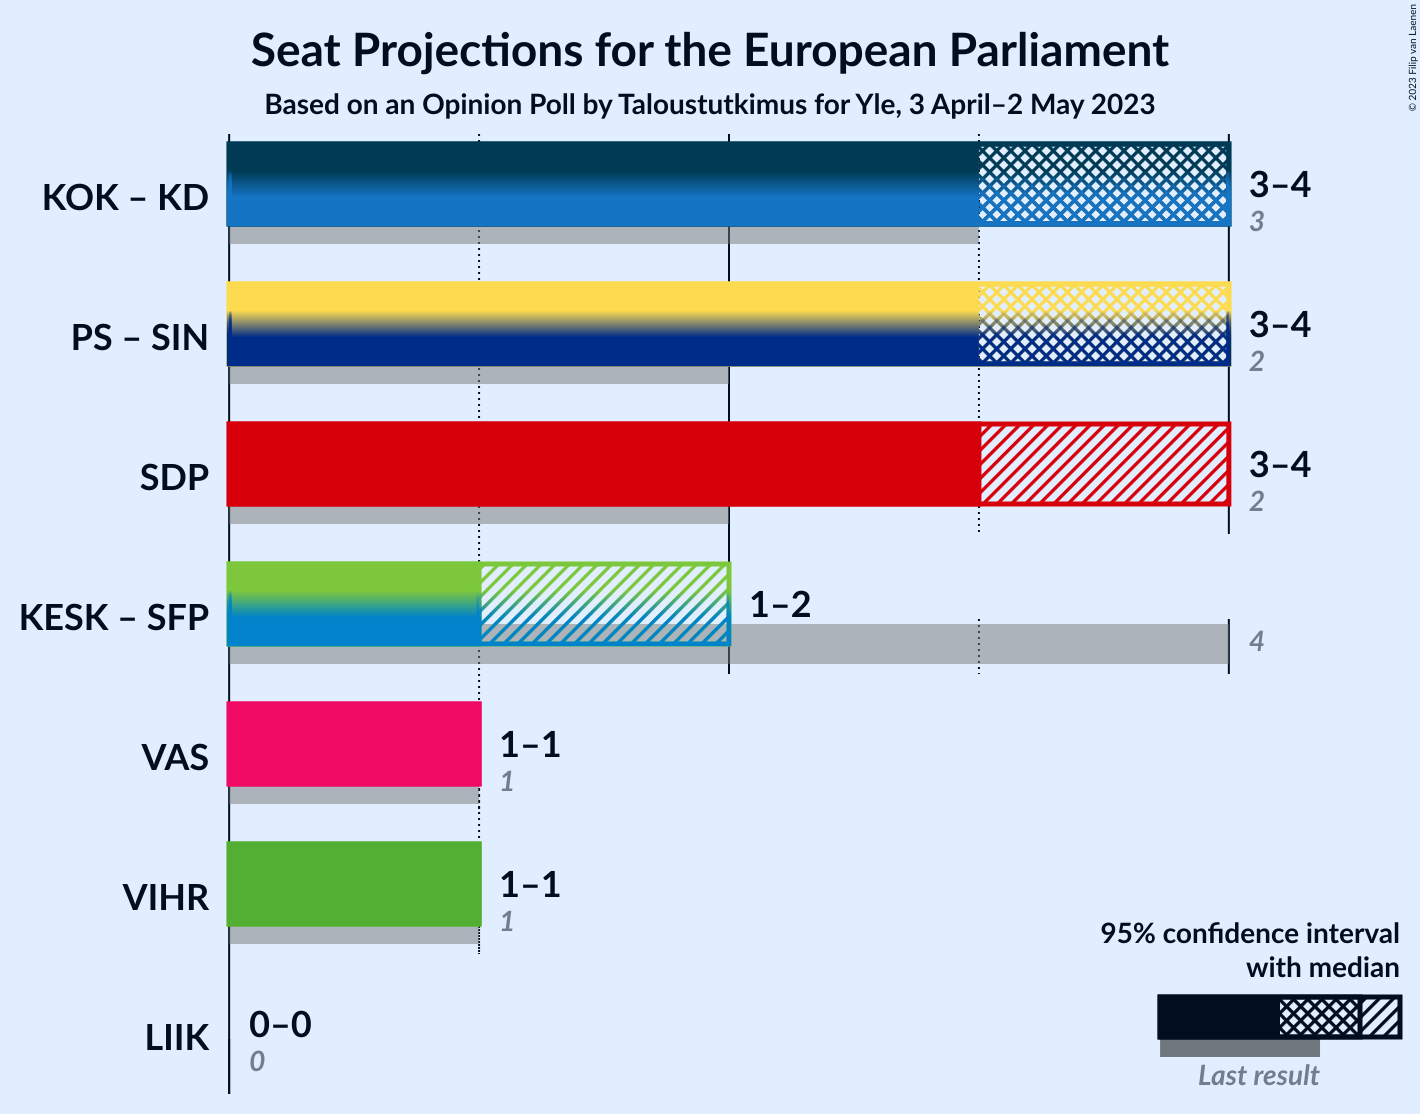 Seat Projections for the European Parliament
Based on an Opinion Poll by Taloustutkimus for Yle, 3 April–2 May 2023
© 2023 Filip van Laenen
KOK – KD
3–4
3
PS – SIN
3–4
2
SDP
3–4
2
KESK – SFP
1–2
4
VAS
1–1
1
VIHR
1–1
1
LIIK
0–0
0
95% confidence interval
with median
Last result